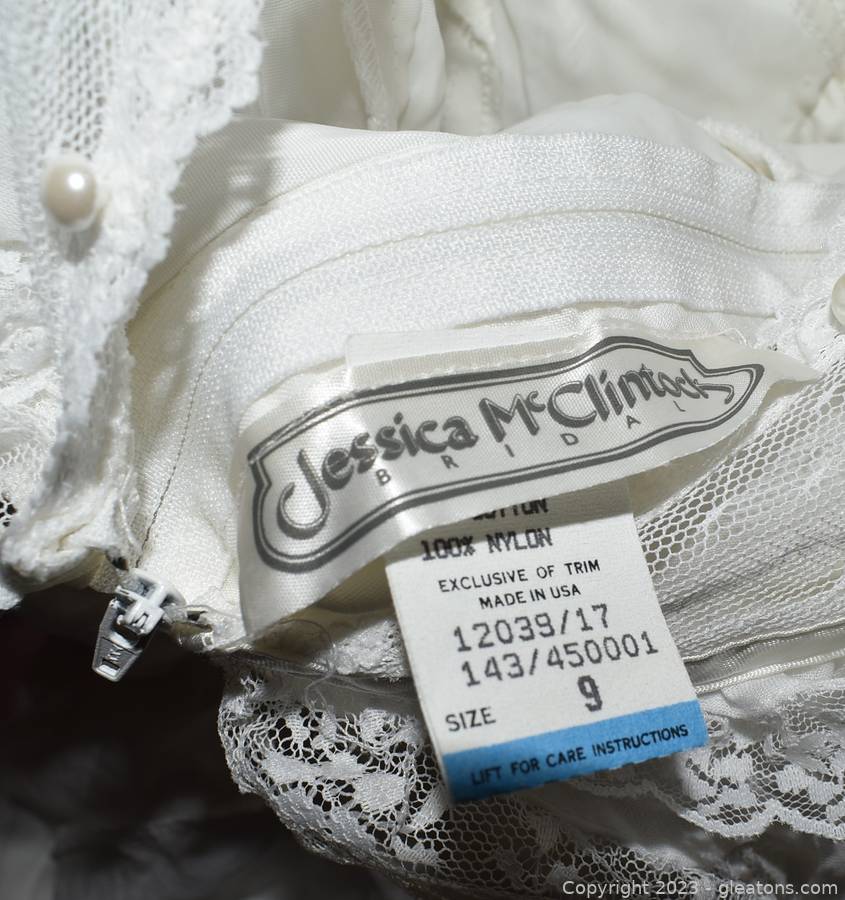 Jessica McClintock
BRIDAL
COTTON
100% NYLON
EXCLUSIVE OF TRIM
MADE IN USA
12039/17
143/450001
SIZE 9
LIFT FOR CARE INSTRUCTIONS
Copyright 2023 - gleatons.com